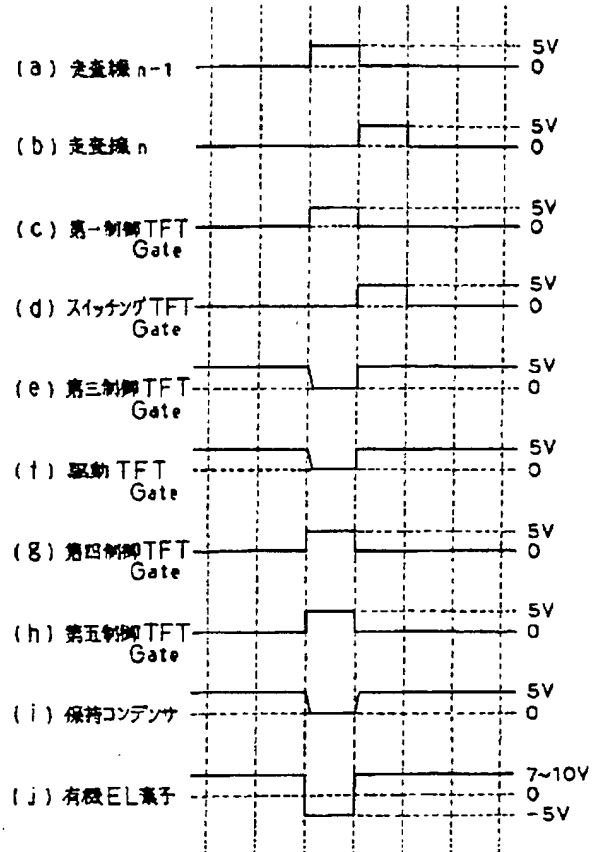 (a) 走査線 n-1
5V
0
(b) 走査線 n
5V
0
(c) 第一制御TFT
Gate
5V
0
(d) スイッチングTFT
Gate
5V
0
(e) 第三制御TFT
Gate
5V
0
(f) 駆動TFT
Gate
5V
0
(g) 第四制御TFT
Gate
5V
0
(h) 第五制御TFT
Gate
5V
0
(i) 保持コンデンサ
5V
0
(j) 有機EL素子
7~10V
0
-5V